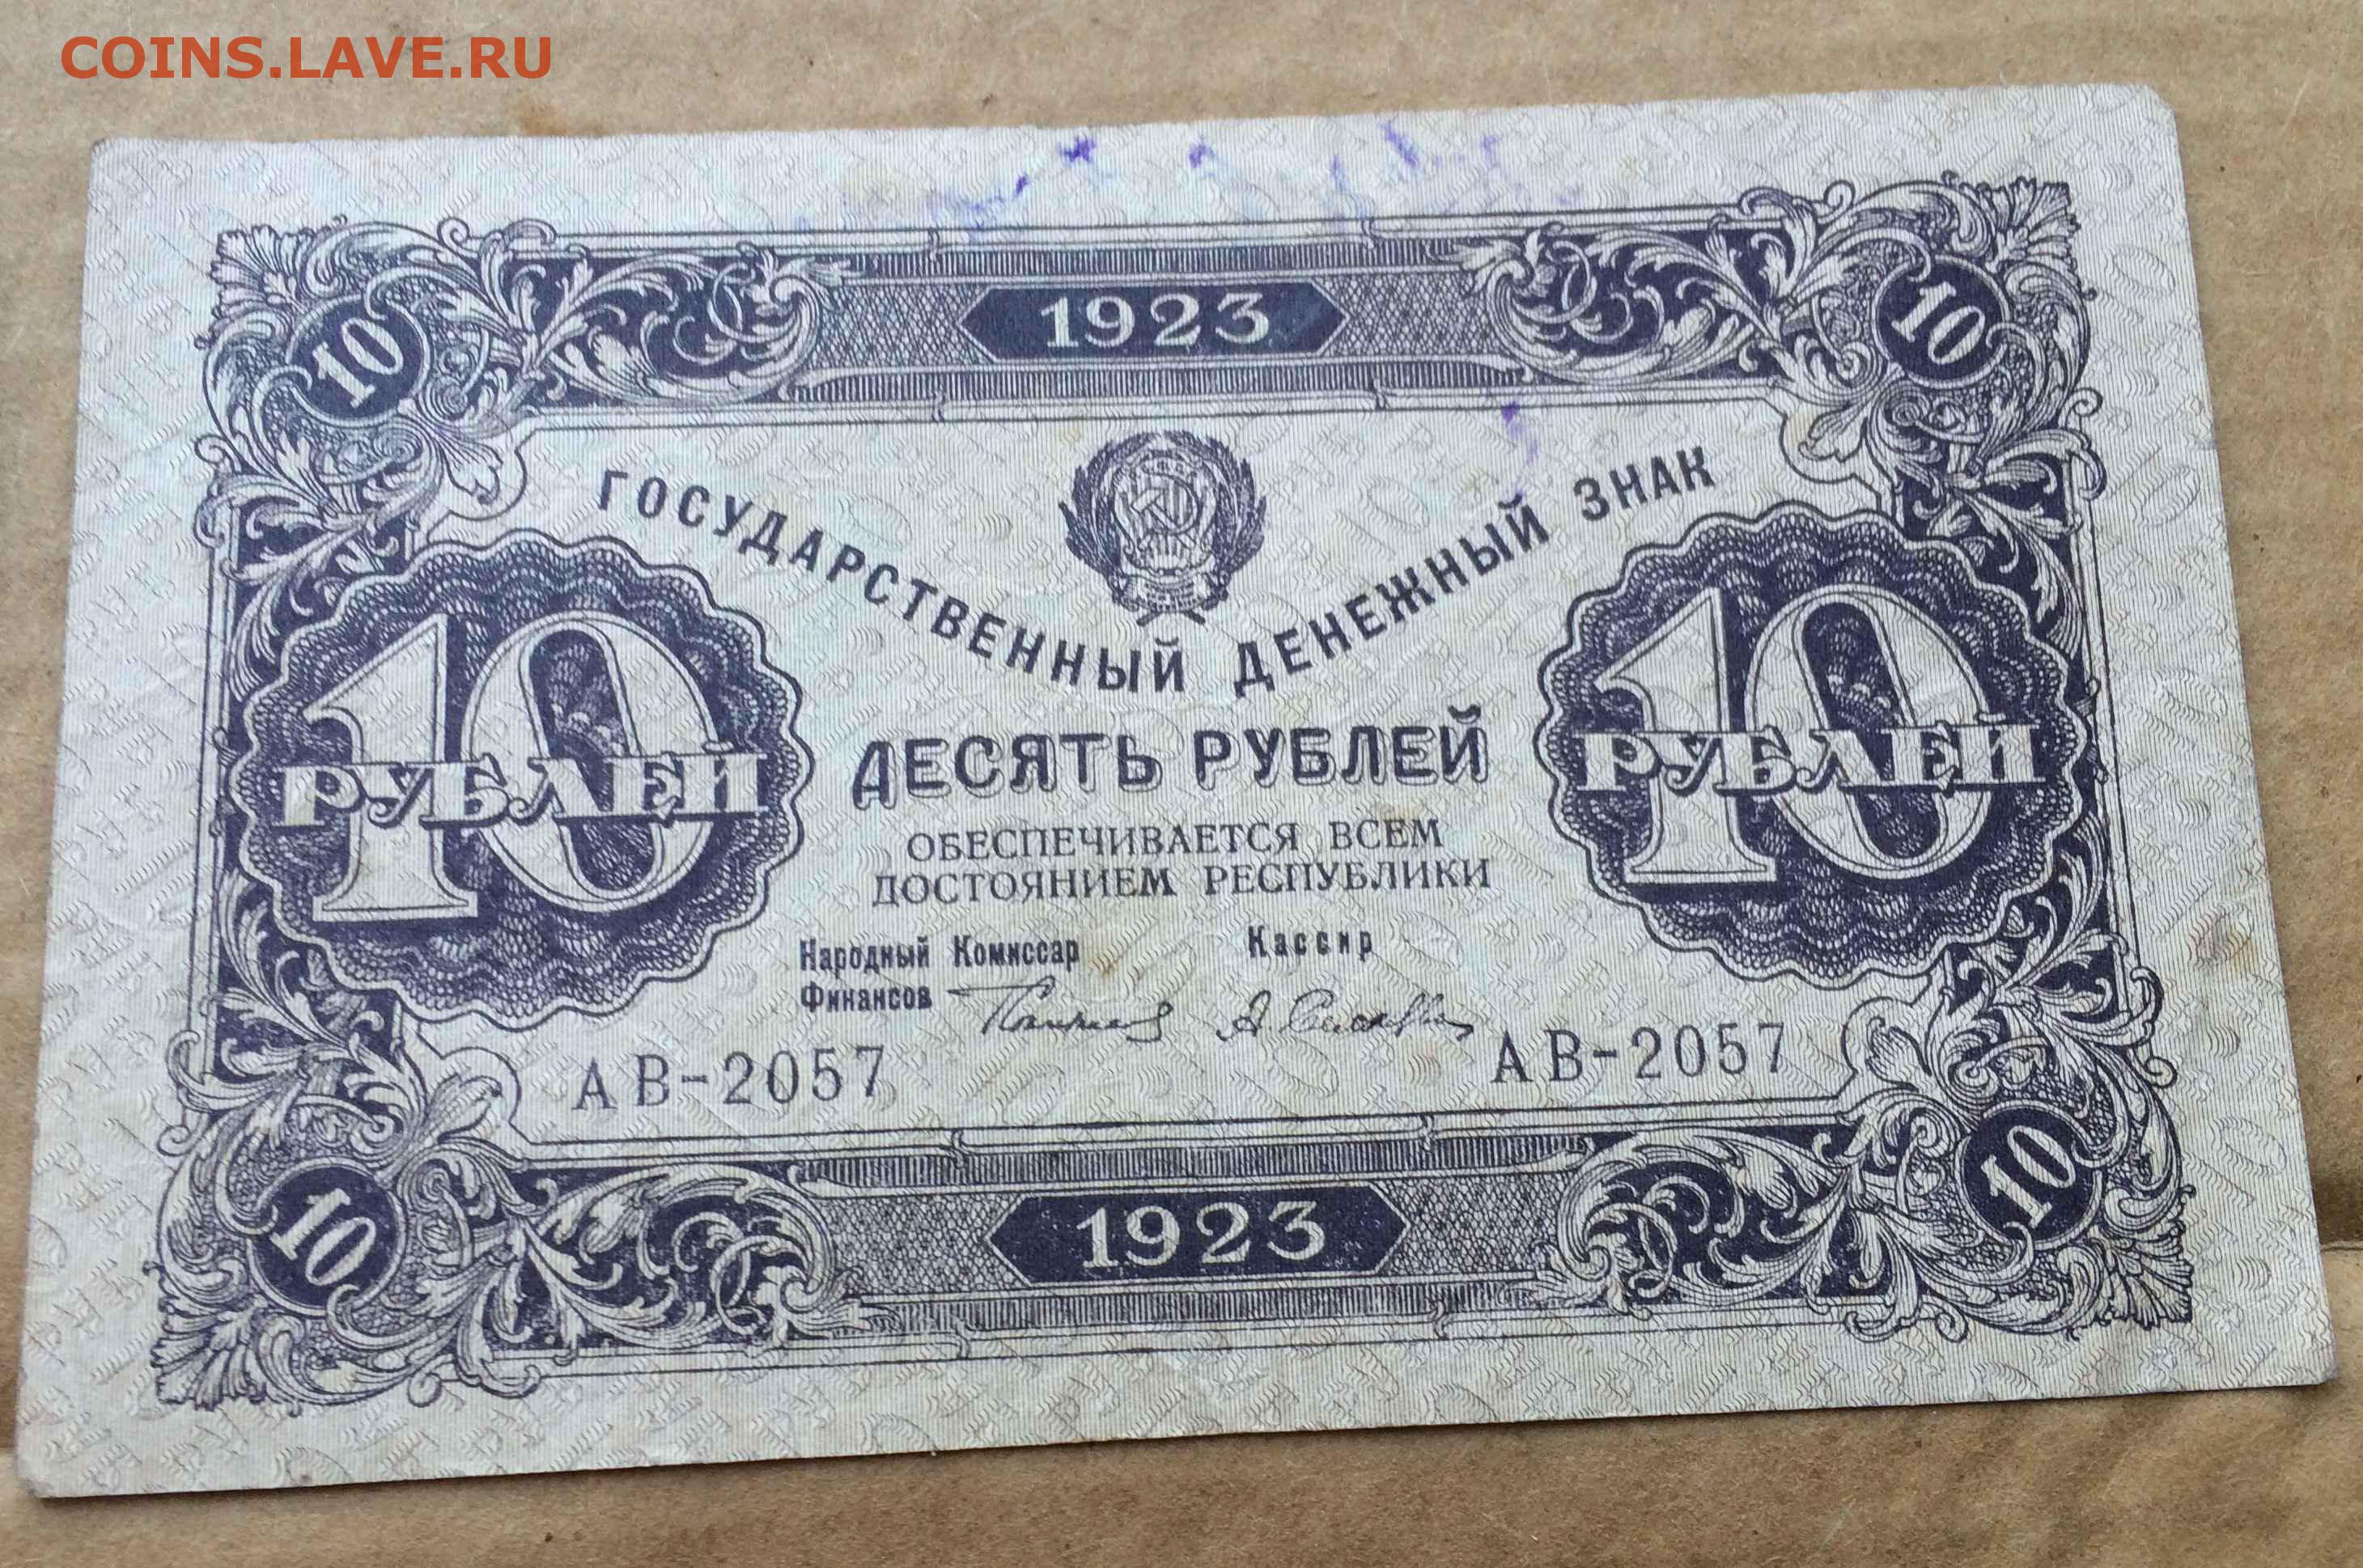 COINS.LAVE.RU
1923
10 10
ГОСУДАРСТВЕННЫЙ ДЕНЕЖНЫЙ ЗНАК
10 РУБЛЕЙ
ДЕСЯТЬ РУБЛЕЙ
10 РУБЛЕЙ
ОБЕСПЕЧИВАЕТСЯ ВСЕМ
ДОСТОЯНИЕМ РЕСПУБЛИКИ
Народный Комиссар
Финансов
Кассир
АВ-2057 АВ-2057
10 10
1923